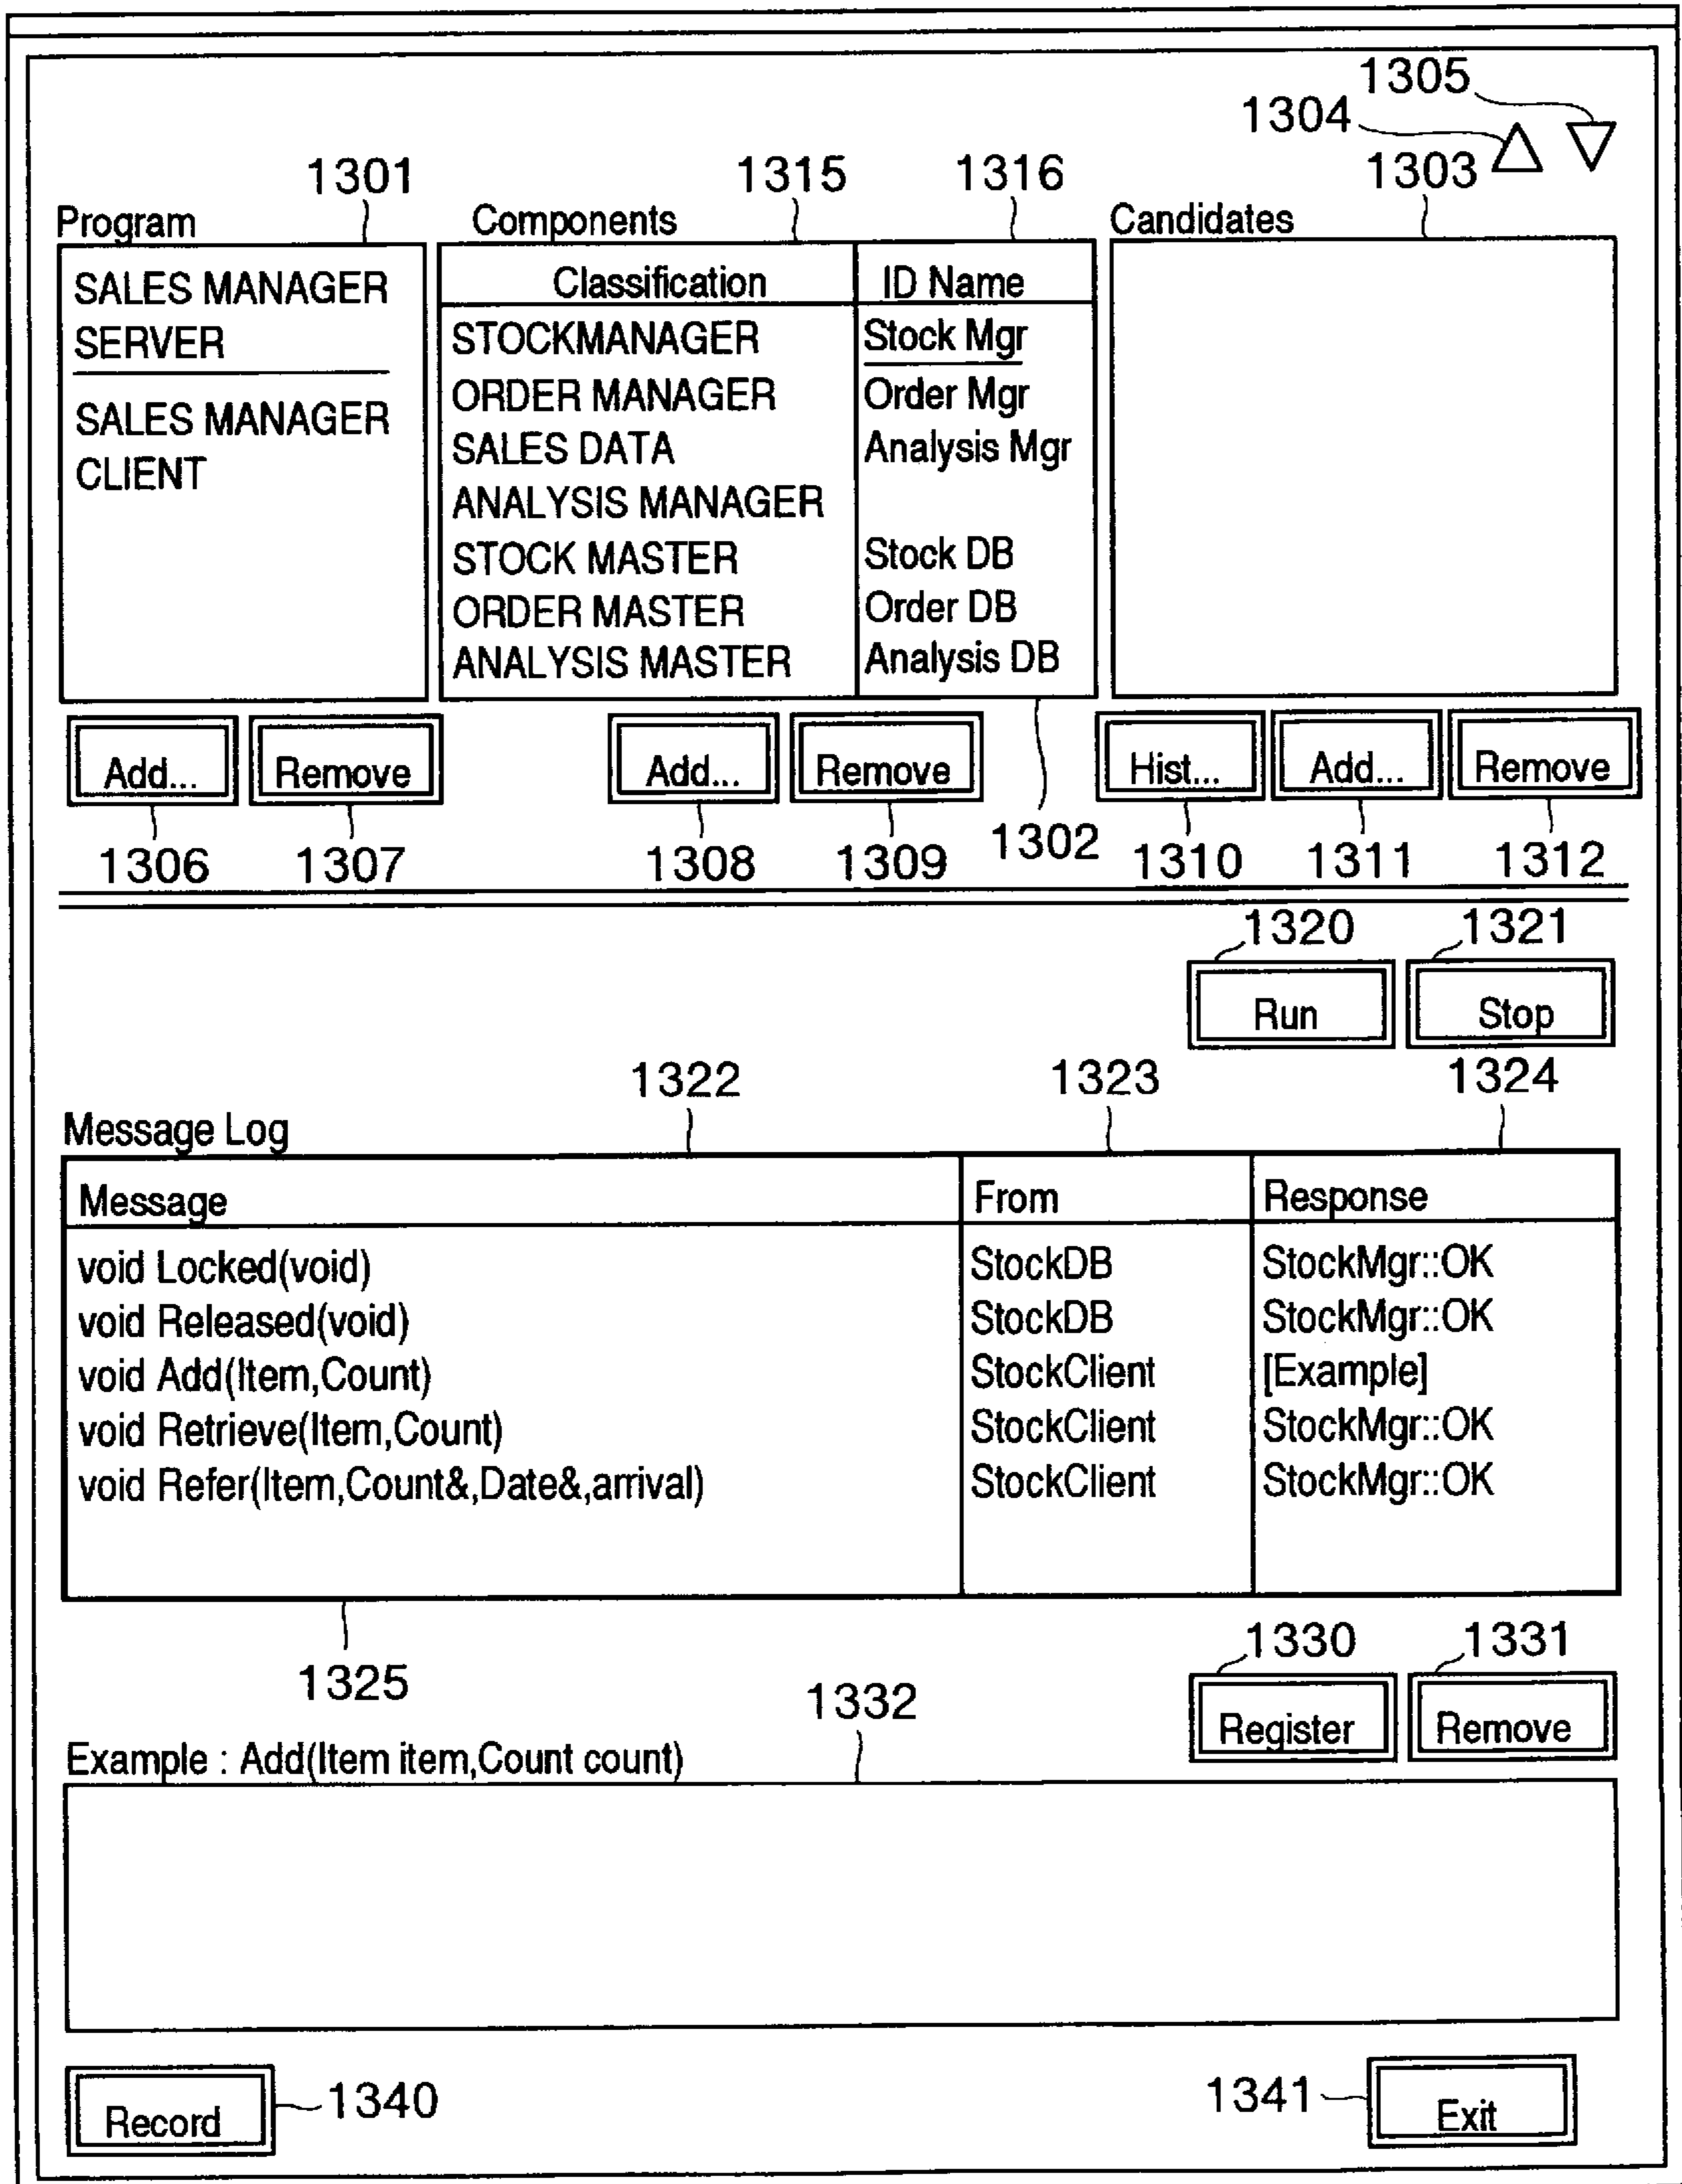 1305
1304
1301 1315 1316 1303
Program Components Candidates
SALES MANAGER
SERVER
SALES MANAGER
CLIENT
Classification ID Name
STOCKMANAGER Stock Mgr
ORDER MANAGER Order Mgr
SALES DATA Analysis Mgr
ANALYSIS MANAGER
STOCK MASTER Stock DB
ORDER MASTER Order DB
ANALYSIS MASTER Analysis DB
Add... Remove Add... Remove Hist... Add... Remove
1306 1307 1308 1309 1302 1310 1311 1312
1320 1321
Run Stop
1322 1323 1324
Message Log
Message From Response
void Locked(void) StockDB StockMgr::OK
void Released(void) StockDB StockMgr::OK
void Add(Item,Count) StockClient [Example]
void Retrieve(Item,Count) StockClient StockMgr::OK
void Refer(Item,Count&,Date&,arrival) StockClient StockMgr::OK
1325 1332 1330 1331
Register Remove
Example : Add(Item item,Count count)
Record 1340 1341 Exit